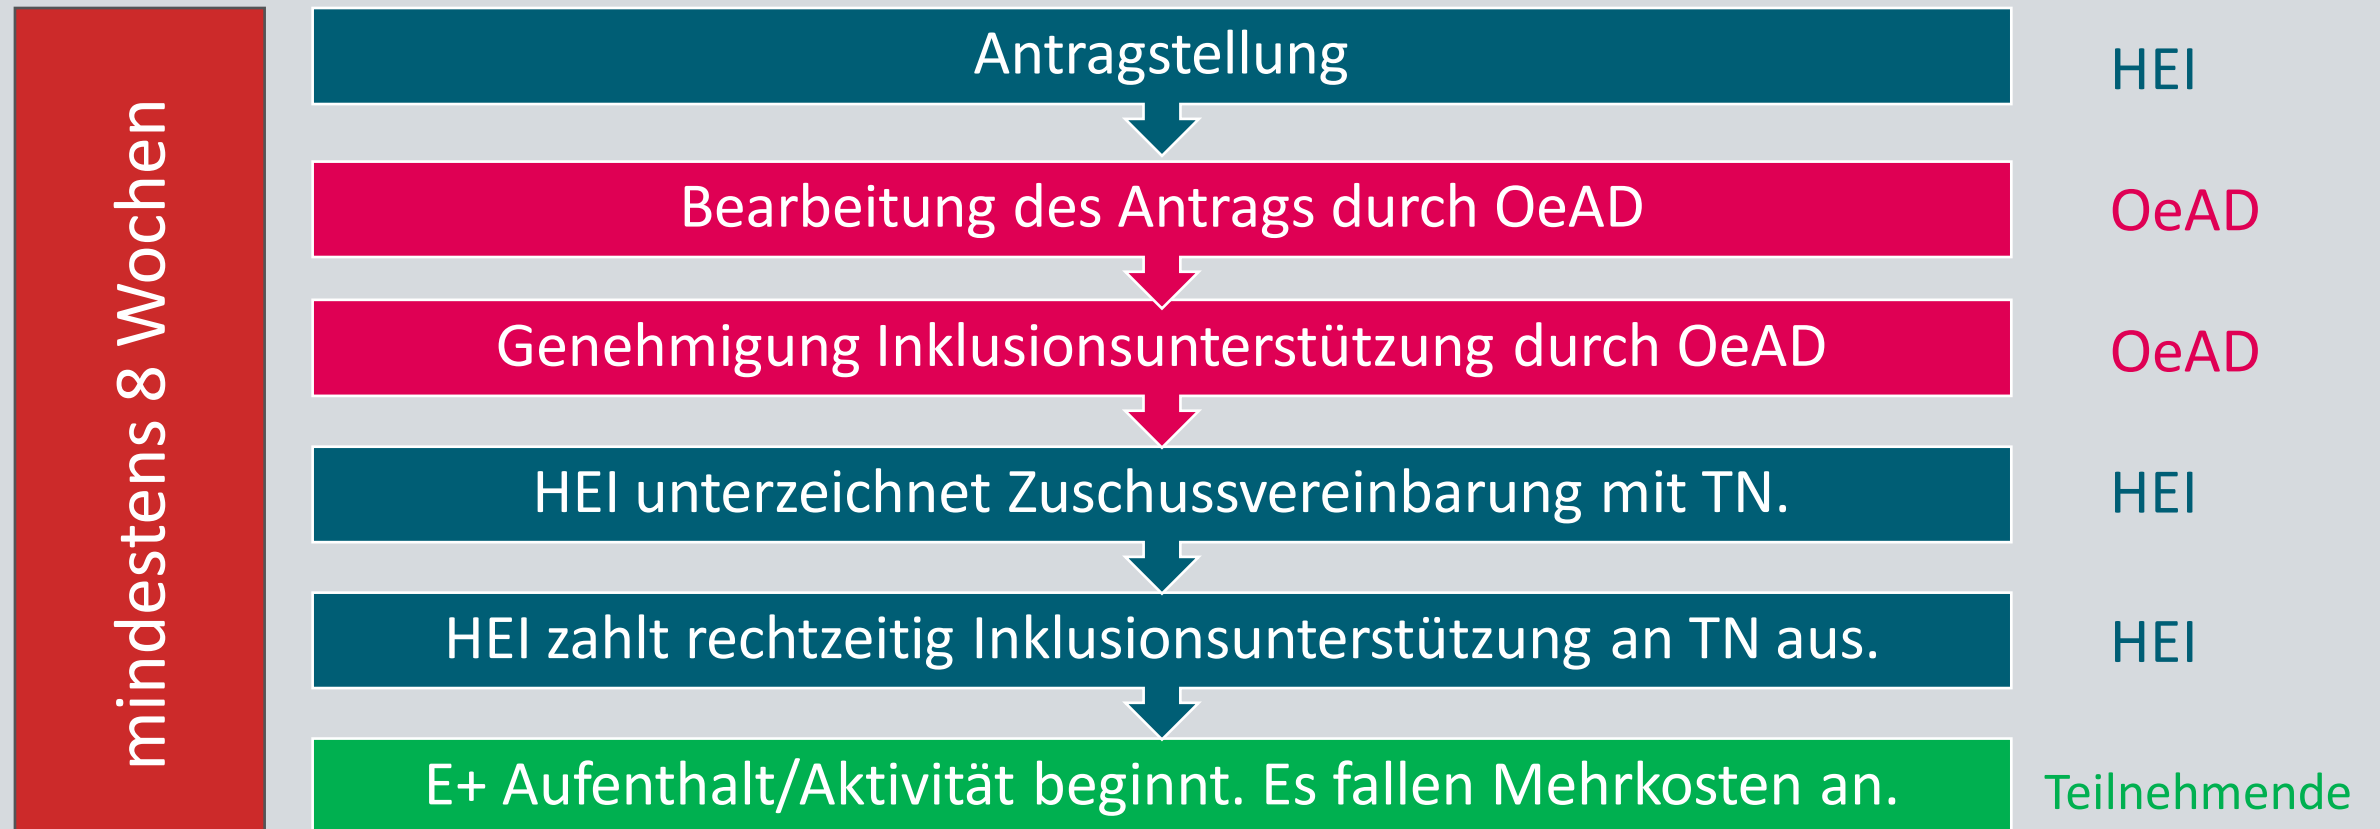 mindestens 8 Wochen
Antragstellung
HEI
Bearbeitung des Antrags durch OeAD
OeAD
Genehmigung Inklusionsunterstützung durch OeAD
OeAD
HEI unterzeichnet Zuschussvereinbarung mit TN.
HEI
HEI zahlt rechtzeitig Inklusionsunterstützung an TN aus.
HEI
E+ Aufenthalt/Aktivität beginnt. Es fallen Mehrkosten an.
Teilnehmende